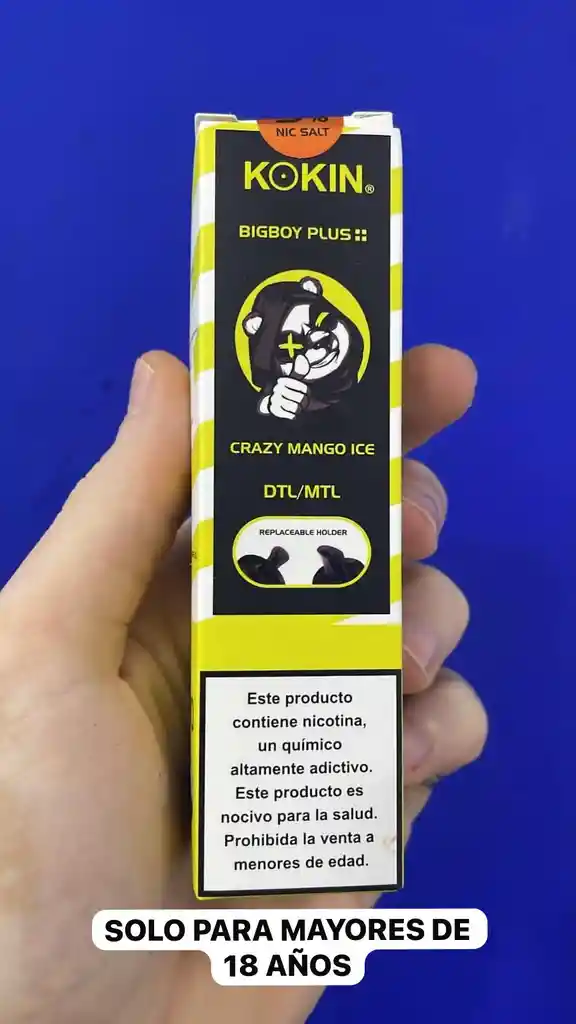 NIC SALT
KOKIN®
BIGBOY PLUS
CRAZY MANGO ICE
DTL/MTL
REPLACEABLE HOLDER
Este producto
contiene nicotina,
un químico
altamente adictivo.
Este producto es
nocivo para la salud.
Prohibida la venta a
menores de edad.
SOLO PARA MAYORES DE
18 AÑOS